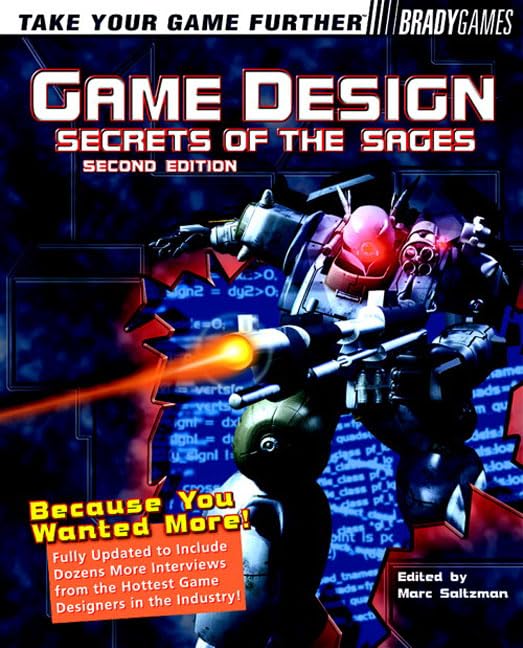 TAKE YOUR GAME FURTHER™ BRADYGAMES
GAME DESIGN
SECRETS OF THE SAGES
SECOND EDITION
Because You
Wanted More!
Fully Updated to Include
Dozens More Interviews
from the Hottest Game
Designers in the Industry!
Edited by
Marc Saltzman